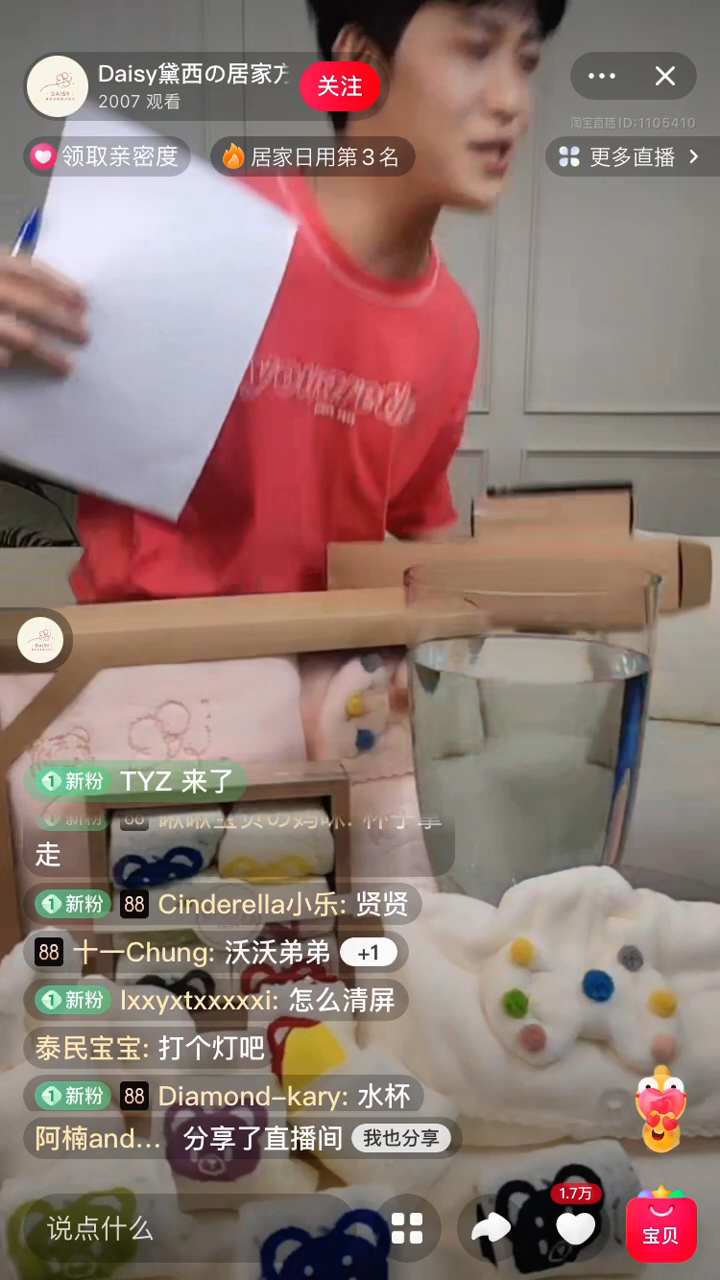 Daisy黛西の居家方
2007 观看
关注
淘宝直播ID:1105410
领取亲密度
居家日用第3名
更多直播
DAISY
TYZ 来了
新粉
走
新粉 88 Cinderella小乐: 贤贤
88 十一Chung: 沃沃弟弟 +1
新粉 lxxyxtxxxxxi: 怎么清屏
泰民宝宝: 打个灯吧
新粉 88 Diamond-kary: 水杯
阿楠and... 分享了直播间 我也分享
说点什么
1.7万
宝贝